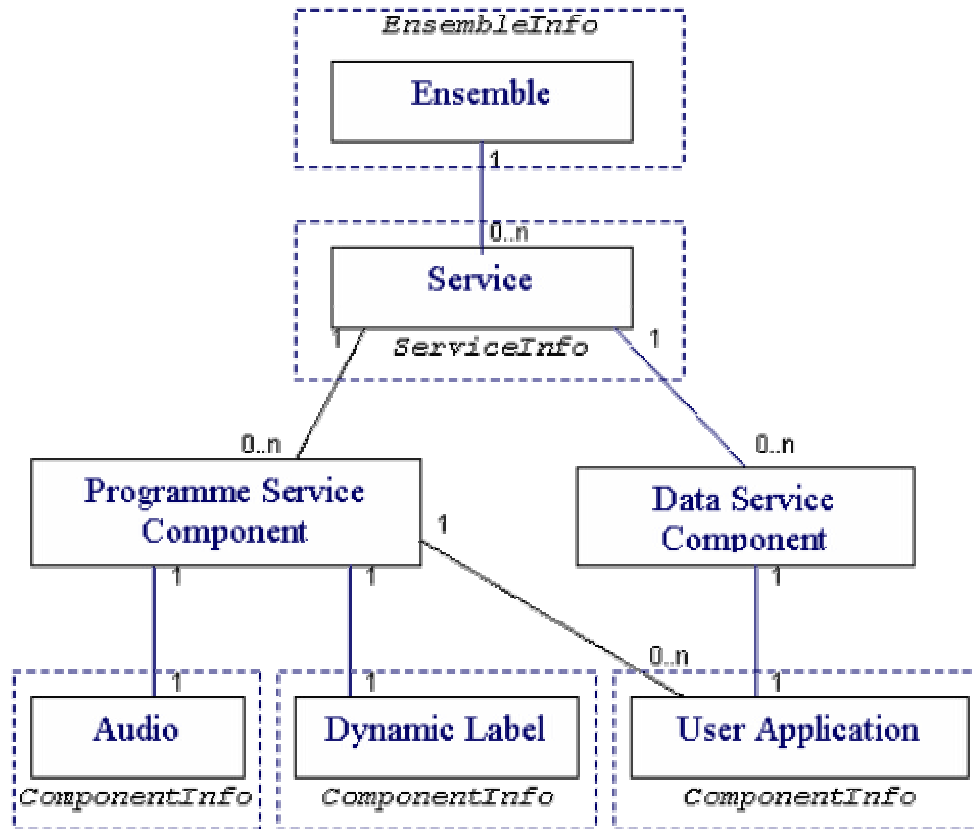 EnsembleInfo
Ensemble
1
0..n
Service
1
ServiceInfo
1
0..n
0..n
Programme Service
Component
1
Data Service
Component
1
1
1
0..n
1
1
1
Audio
Dynamic Label
User Application
ComponentInfo
ComponentInfo
ComponentInfo